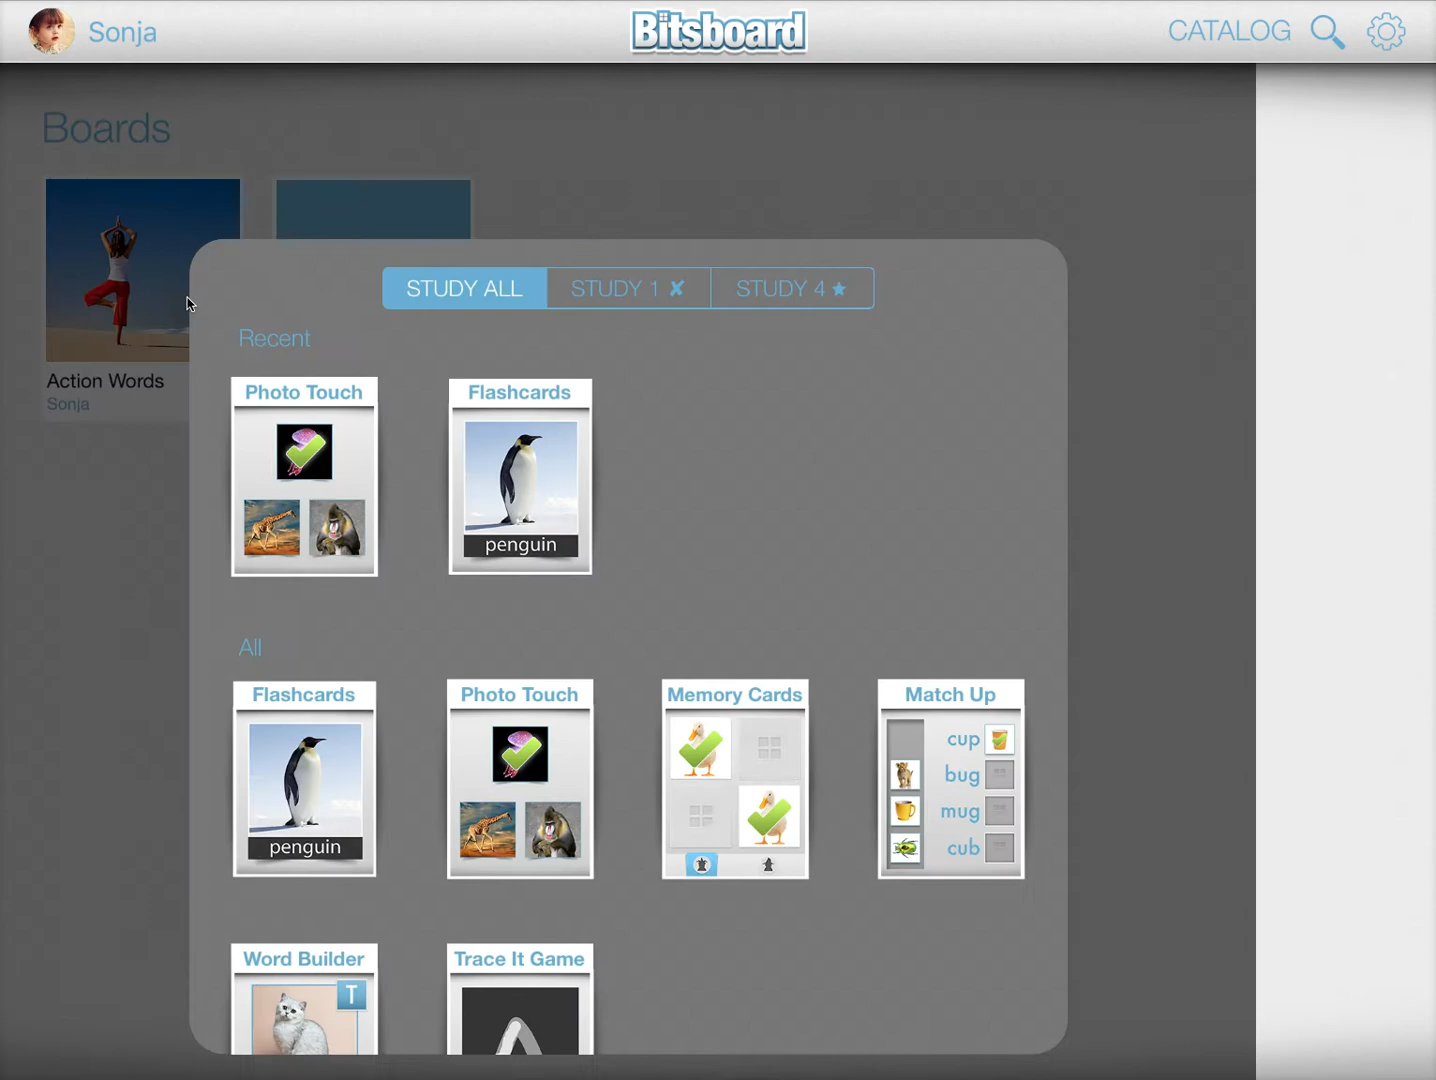 Sonja
Bitsboard
CATALOG
Boards
Action Words
Sonja
STUDY ALL
STUDY 1 ✘
STUDY 4 ★
Recent
Photo Touch
Flashcards
penguin
All
Flashcards
Photo Touch
Memory Cards
Match Up
penguin
cup
bug
mug
cub
Word Builder
Trace It Game
T